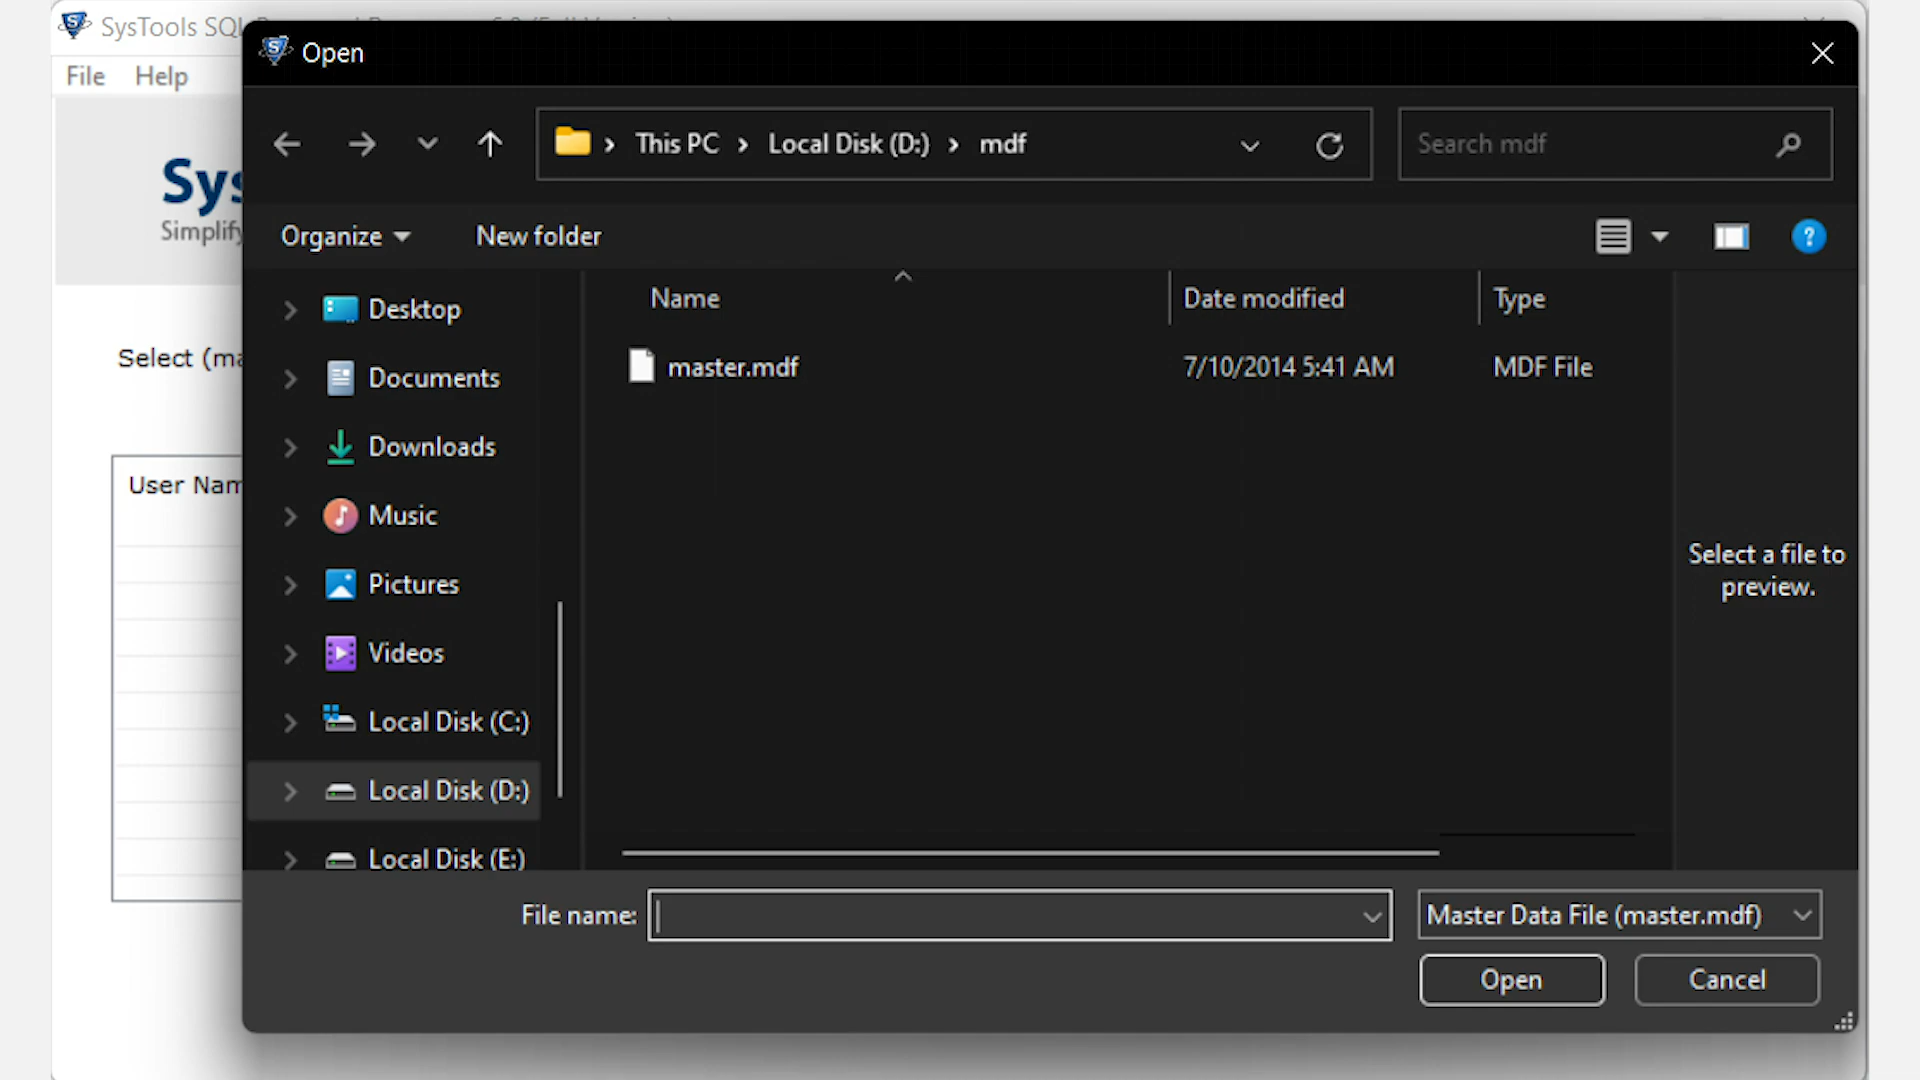 SysTools SQL
File Help
Sys
Simplify
Select (ma
User Nam
Open
This PC > Local Disk (D:) > mdf
Search mdf
Organize New folder
Desktop
Documents
Downloads
Music
Pictures
Videos
Local Disk (C:)
Local Disk (D:)
Local Disk (E:)
Name Date modified Type
master.mdf 7/10/2014 5:41 AM MDF File
Select a file to
preview.
File name: Master Data File (master.mdf)
Open Cancel